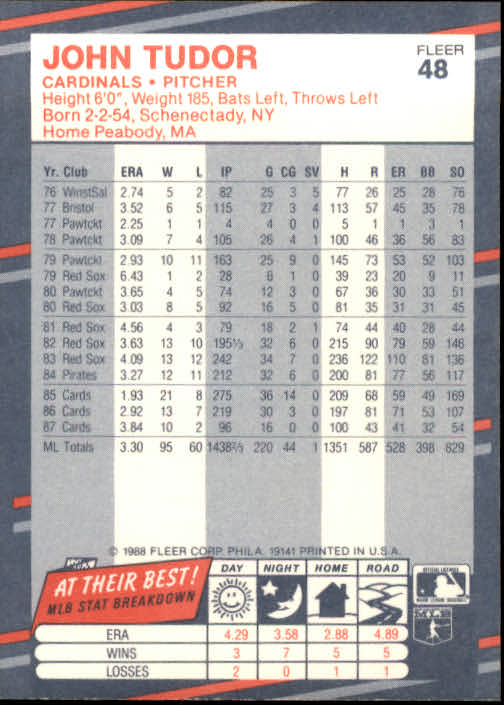 JOHN TUDOR
FLEER
48
CARDINALS • PITCHER
Height 6'0", Weight 185, Bats Left, Throws Left
Born 2-2-54, Schenectady, NY
Home Peabody, MA
Yr. Club ERA W L IP G CG SV H R ER BB SO
76 WinstSal 2.74 5 2 82 25 3 5 77 26 25 28 76
77 Bristol 3.52 6 5 115 27 3 4 113 57 45 35 78
77 Pawtckt 2.25 1 1 4 4 0 0 5 1 1 3 1
78 Pawtckt 3.09 7 4 105 26 4 1 100 46 36 56 83
79 Pawtckt 2.93 10 11 163 25 9 0 145 73 53 52 103
79 Red Sox 6.43 1 2 28 6 1 0 39 23 20 9 11
80 Pawtckt 3.65 4 5 74 12 3 0 67 36 30 33 51
80 Red Sox 3.03 8 5 92 16 5 0 81 35 31 31 45
81 Red Sox 4.56 4 3 79 18 2 1 74 44 40 28 44
82 Red Sox 3.63 13 10 195⅓ 32 6 0 215 90 79 59 146
83 Red Sox 4.09 13 12 242 34 7 0 236 122 110 81 136
84 Pirates 3.27 12 11 212 32 6 0 200 81 77 56 117
85 Cards 1.93 21 8 275 36 14 0 209 68 59 49 169
86 Cards 2.92 13 7 219 30 3 0 197 81 71 53 107
87 Cards 3.84 10 2 96 16 0 0 100 43 41 32 54
ML Totals 3.30 95 60 1438⅔ 220 44 1 1351 587 528 398 829
© 1988 FLEER CORP. PHILA. 19141 PRINTED IN U.S.A.
AT THEIR BEST!
MLB STAT BREAKDOWN
DAY NIGHT HOME ROAD
ERA 4.29 3.58 2.88 4.89
WINS 3 7 5 5
LOSSES 2 0 1 1